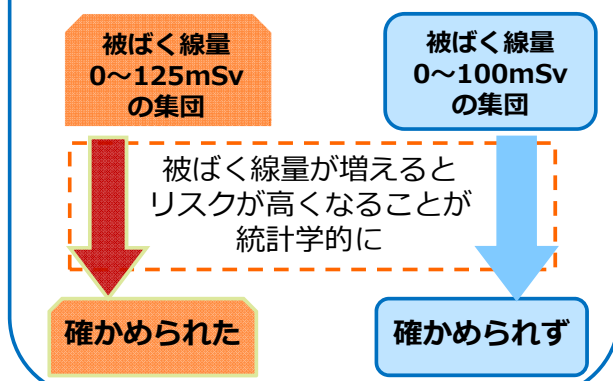 被ばく線量
0～125mSv
の集団
被ばく線量
0～100mSv
の集団
被ばく線量が増えると
リスクが高くなることが
統計学的に
確かめられた
確かめられず